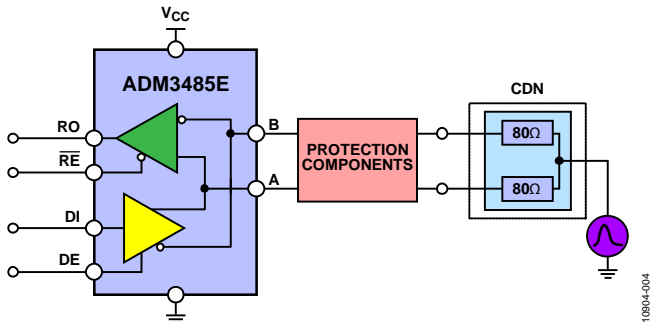 VCC
ADM3485E
RO
RE
DI
DE
B
A
PROTECTION
COMPONENTS
CDN
80Ω
80Ω
10904-004